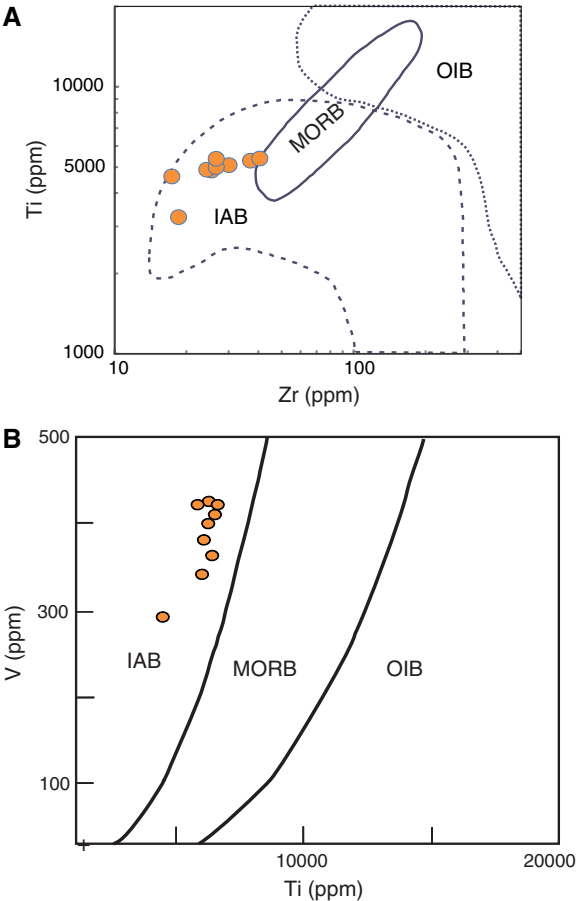 A
OIB
10000
MORB
Ti (ppm)
5000
IAB
1000
10
100
Zr (ppm)
B
500
V (ppm)
300
IAB
MORB
OIB
100
10000
20000
Ti (ppm)